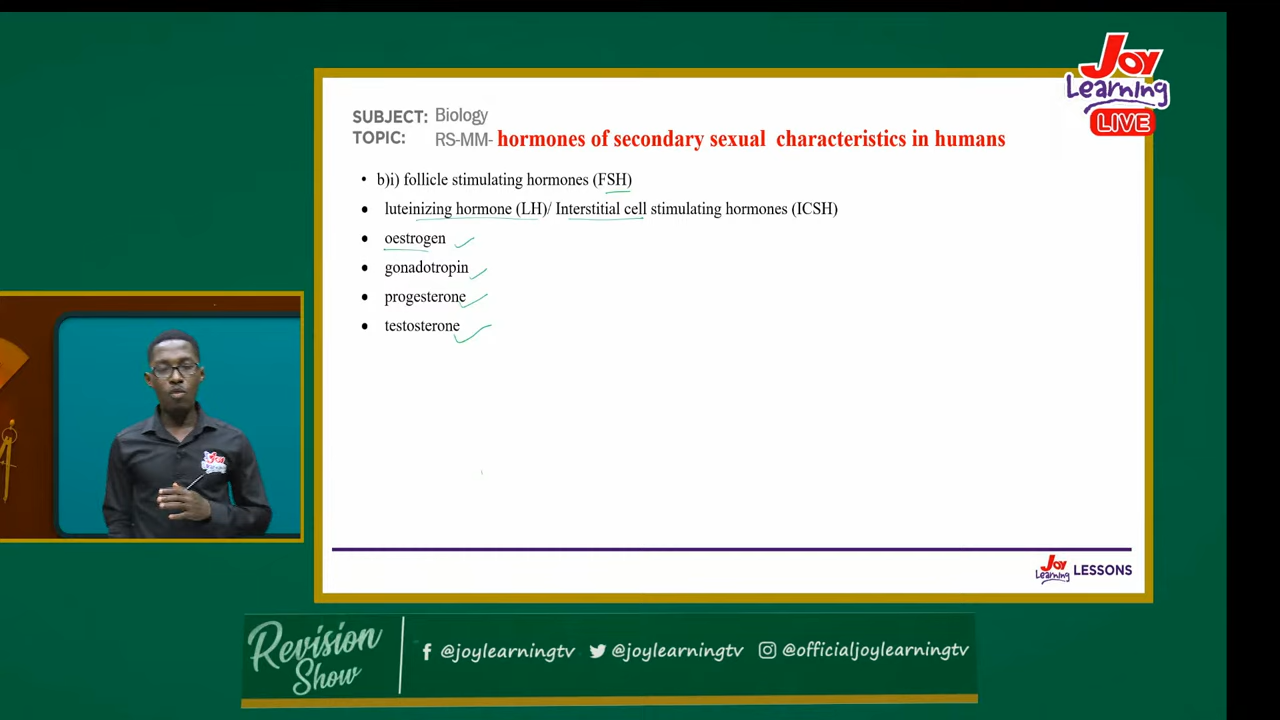 Joy
Learning
LIVE
SUBJECT: Biology
TOPIC: RS-MM- hormones of secondary sexual characteristics in humans
• b)i) follicle stimulating hormones (FSH)
• luteinizing hormone (LH)/ Interstitial cell stimulating hormones (ICSH)
• oestrogen
• gonadotropin
• progesterone
• testosterone
Joy
Learning
Joy
Learning LESSONS
Revision
Show
@joylearningtv @joylearningtv @officialjoylearningtv